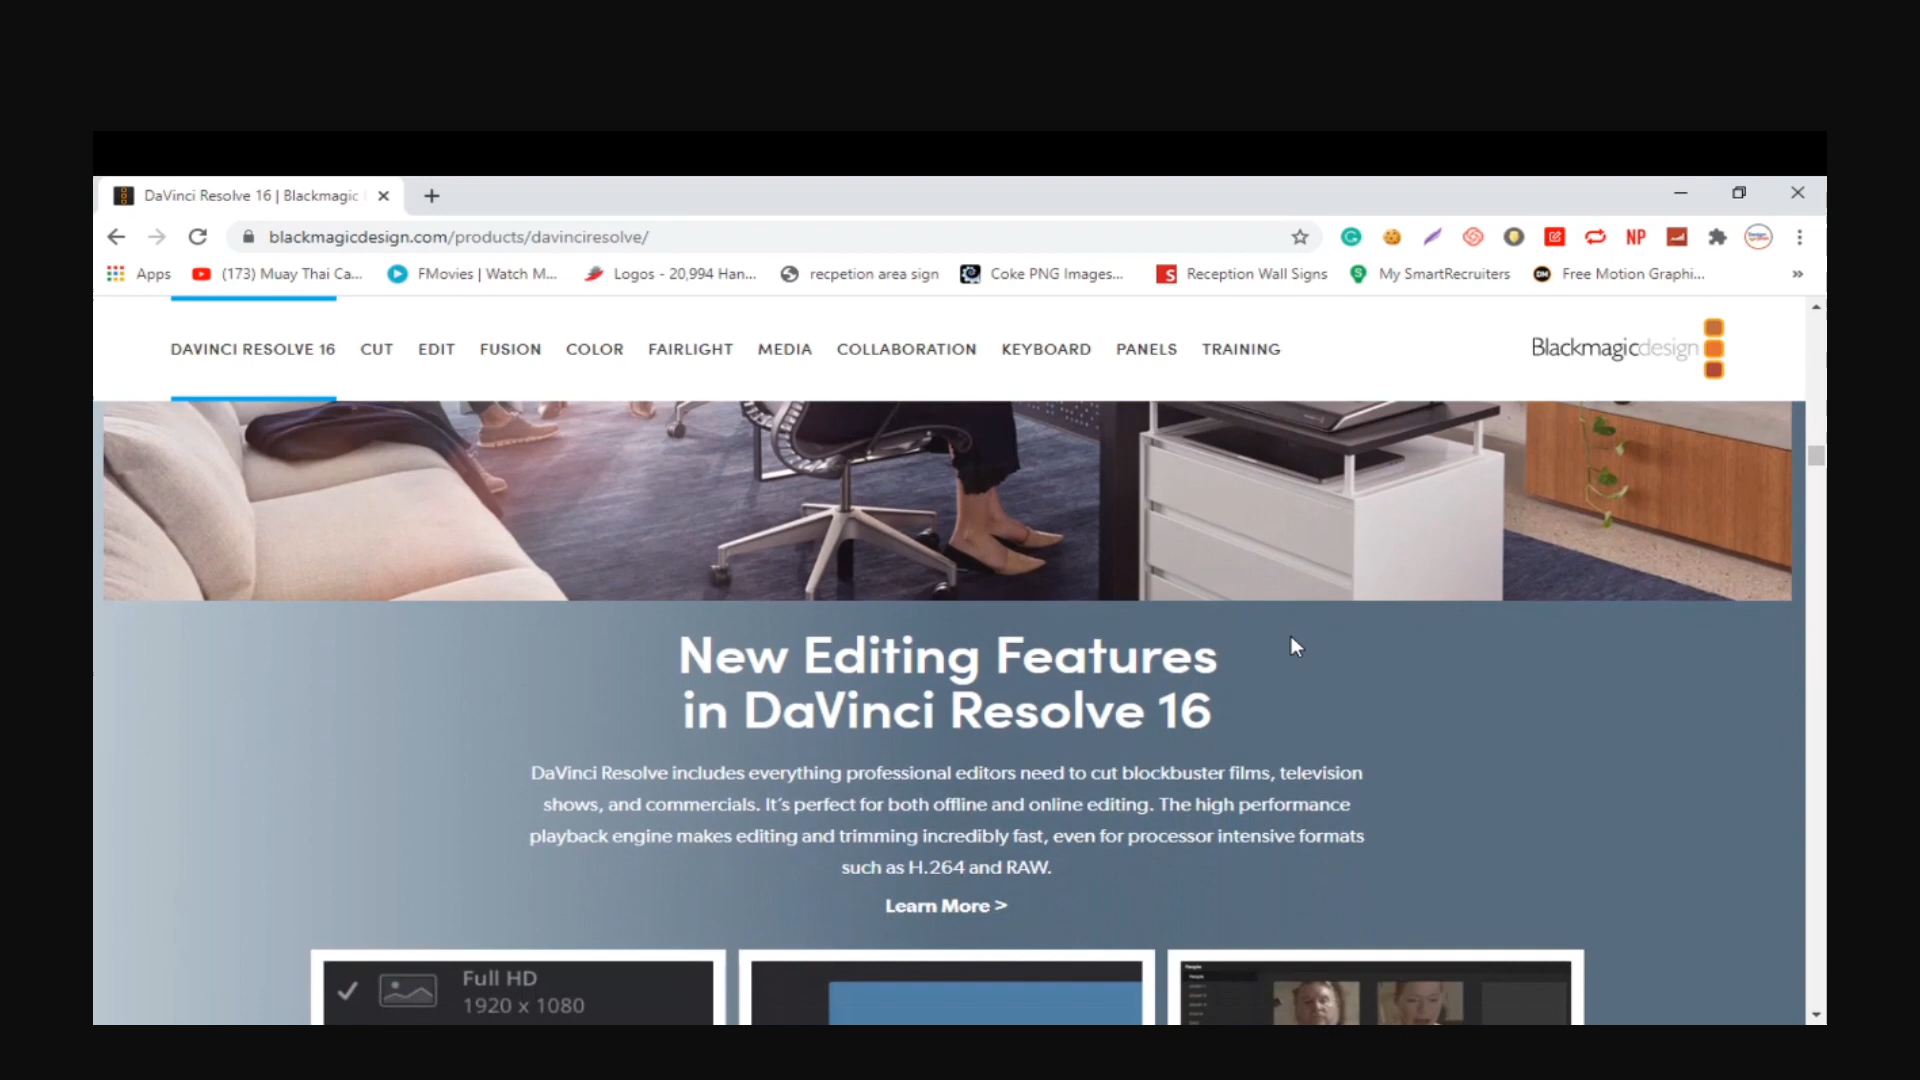 DaVinci Resolve 16 | Blackmagic
blackmagicdesign.com/products/davinciresolve/
NP
Apps
(173) Muay Thai Ca...
FMovies | Watch M...
Logos - 20,994 Han...
recpetion area sign
Coke PNG Images...
Reception Wall Signs
My SmartRecruiters
Free Motion Graphi...
»
DAVINCI RESOLVE 16 CUT EDIT FUSION COLOR FAIRLIGHT MEDIA COLLABORATION KEYBOARD PANELS TRAINING
Blackmagicdesign
New Editing Features
in DaVinci Resolve 16
DaVinci Resolve includes everything professional editors need to cut blockbuster films, television
shows, and commercials. It's perfect for both offline and online editing. The high performance
playback engine makes editing and trimming incredibly fast, even for processor intensive formats
such as H.264 and RAW.
Learn More >
Full HD
1920 x 1080